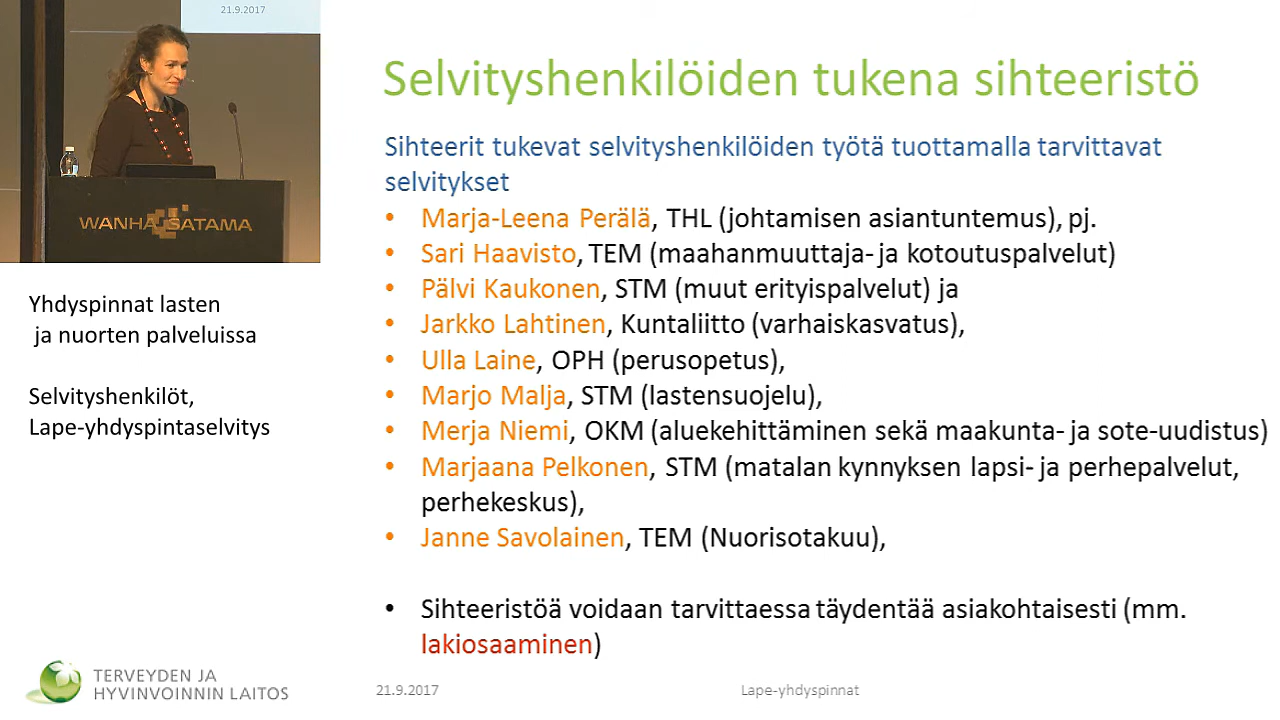 21.9.2017
WANHA SATAMA
Yhdyspinnat lasten
ja nuorten palveluissa
Selvityshenkilöt,
Lape-yhdyspintaselvitys
Selvityshenkilöiden tukena sihteeristö
Sihteerit tukevat selvityshenkilöiden työtä tuottamalla tarvittavat
selvitykset
• Marja-Leena Perälä, THL (johtamisen asiantuntemus), pj.
• Sari Haavisto, TEM (maahanmuuttaja- ja kotoutuspalvelut)
• Pälvi Kaukonen, STM (muut erityispalvelut) ja
• Jarkko Lahtinen, Kuntaliitto (varhaiskasvatus),
• Ulla Laine, OPH (perusopetus),
• Marjo Malja, STM (lastensuojelu),
• Merja Niemi, OKM (aluekehittäminen sekä maakunta- ja sote-uudistus)
• Marjaana Pelkonen, STM (matalan kynnyksen lapsi- ja perhepalvelut,
perhekeskus),
• Janne Savolainen, TEM (Nuorisotakuu),
• Sihteeristöä voidaan tarvittaessa täydentää asiakohtaisesti (mm.
lakiosaaminen)
TERVEYDEN JA
HYVINVOINNIN LAITOS
21.9.2017
Lape-yhdyspinnat